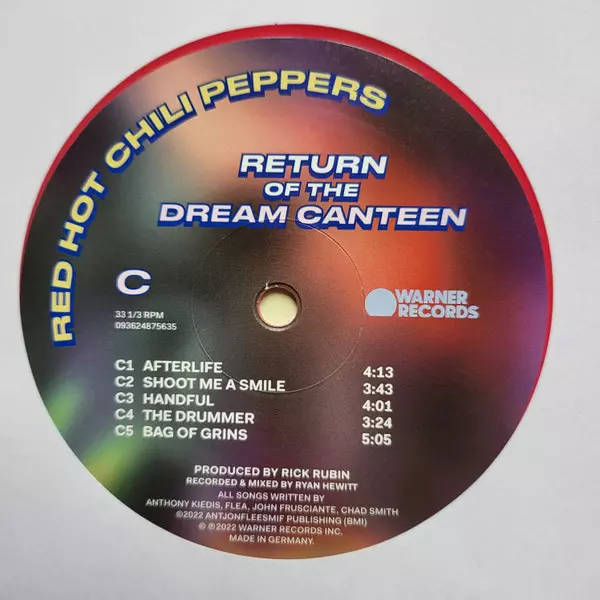 RED HOT CHILI PEPPERS
RETURN
OF THE
DREAM CANTEEN
C
33 1/3 RPM
093624875635
WARNER
RECORDS
C1 AFTERLIFE 4:13
C2 SHOOT ME A SMILE 3:43
C3 HANDFUL 4:01
C4 THE DRUMMER 3:24
C5 BAG OF GRINS 5:05
PRODUCED BY RICK RUBIN
RECORDED & MIXED BY RYAN HEWITT
ALL SONGS WRITTEN BY
ANTHONY KIEDIS, FLEA, JOHN FRUSCIANTE, CHAD SMITH
©2022 ANTJONFLEESMIF PUBLISHING (BMI)
© ℗2022 WARNER RECORDS INC.
MADE IN GERMANY.